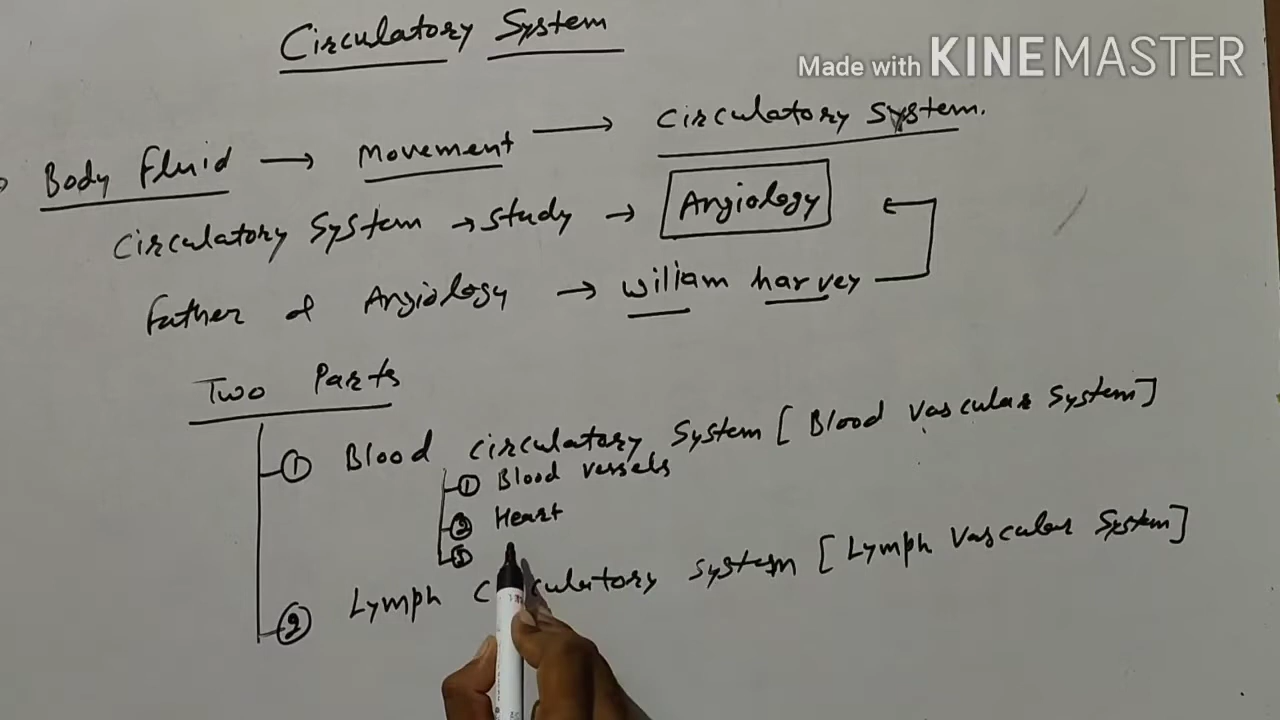 Circulatory System
Made with KINEMASTER
Body Fluid → Movement → Circulatory System.
Circulatory System → Study → Angiology
Father of Angiology → Wiliam harvey
Two Parts
① Blood circulatory System [Blood vascular System]
① Blood vessels
② Heart
③
② Lymph Circulatory System [Lymph vascular System]